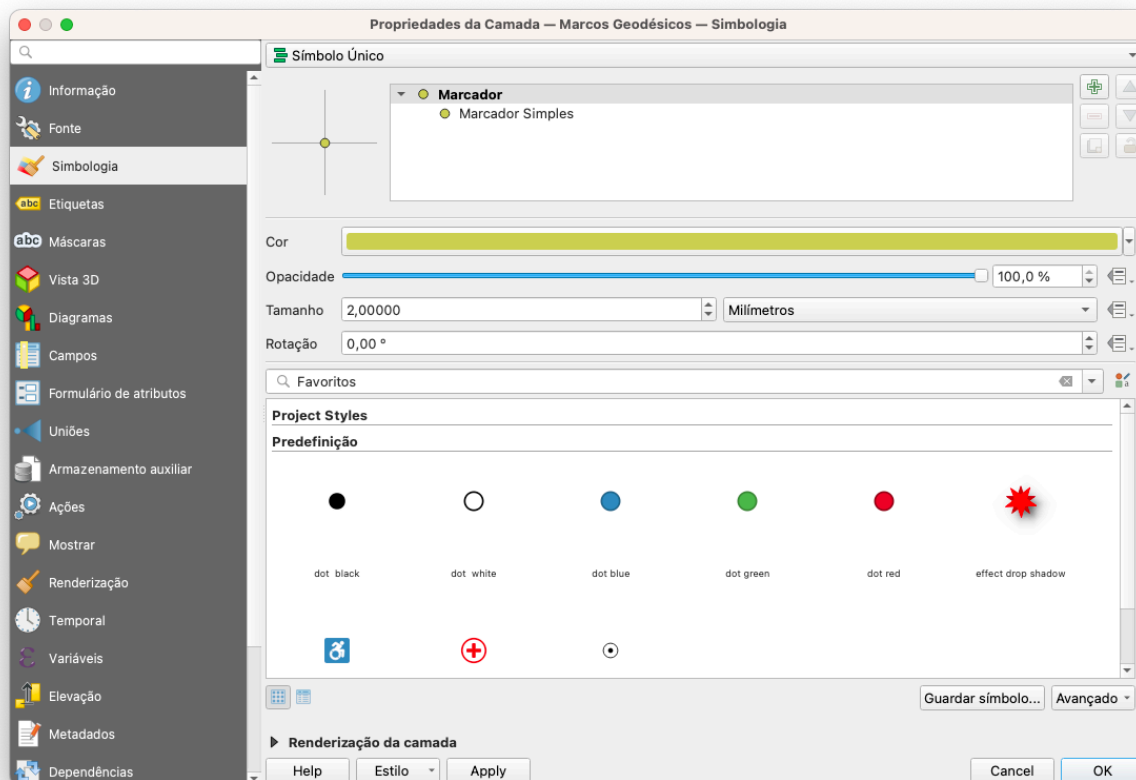 Propriedades da Camada — Marcos Geodésicos — Simbologia
Informação
Fonte
Simbologia
abc Etiquetas
abc Máscaras
Vista 3D
Diagramas
Campos
Formulário de atributos
Uniões
Armazenamento auxiliar
Ações
Mostrar
Renderização
Temporal
Variáveis
Elevação
Metadados
Dependências
Símbolo Único
Marcador
Marcador Simples
Cor
Opacidade 100,0 %
Tamanho 2,00000 Milímetros
Rotação 0,00 °
Favoritos
Project Styles
Predefinição
dot black dot white dot blue dot green dot red effect drop shadow
Guardar símbolo... Avançado
Renderização da camada
Help Estilo Apply Cancel OK